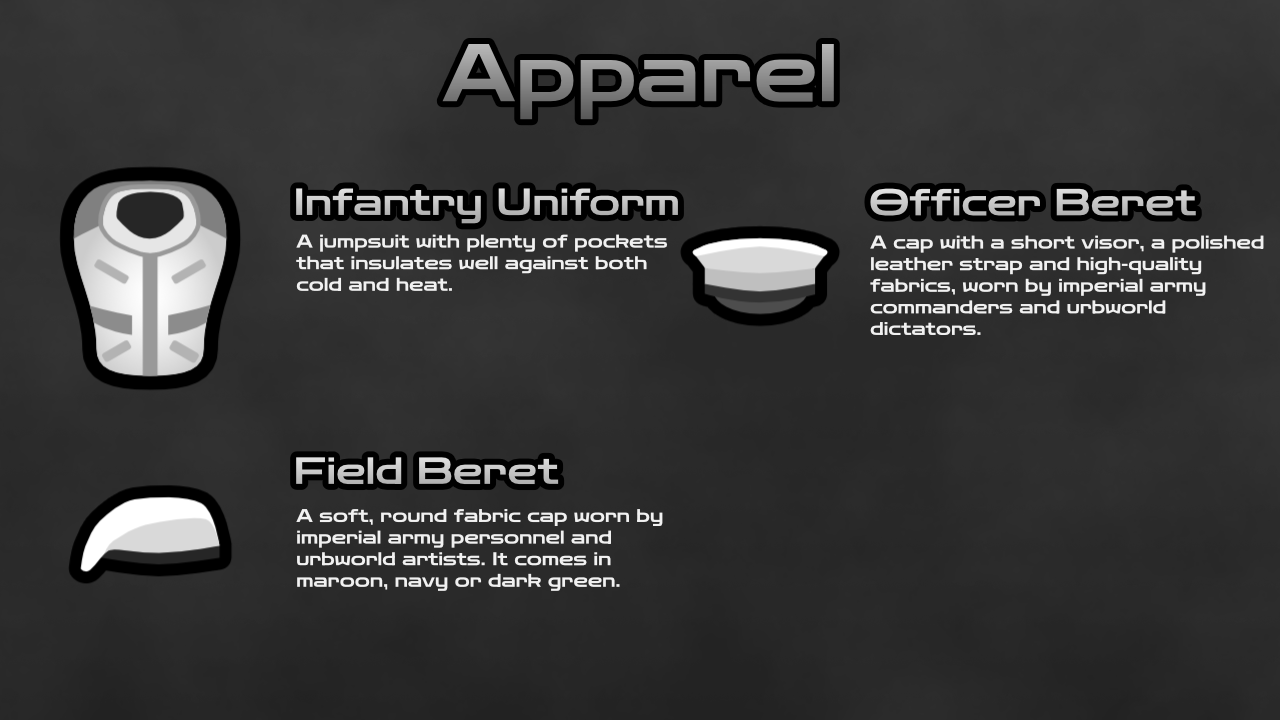 Apparel
Infantry Uniform
A jumpsuit with plenty of pockets
that insulates well against both
cold and heat.
Officer Beret
A cap with a short visor, a polished
leather strap and high-quality
fabrics, worn by imperial army
commanders and urbworld
dictators.
Field Beret
A soft, round fabric cap worn by
imperial army personnel and
urbworld artists. It comes in
maroon, navy or dark green.